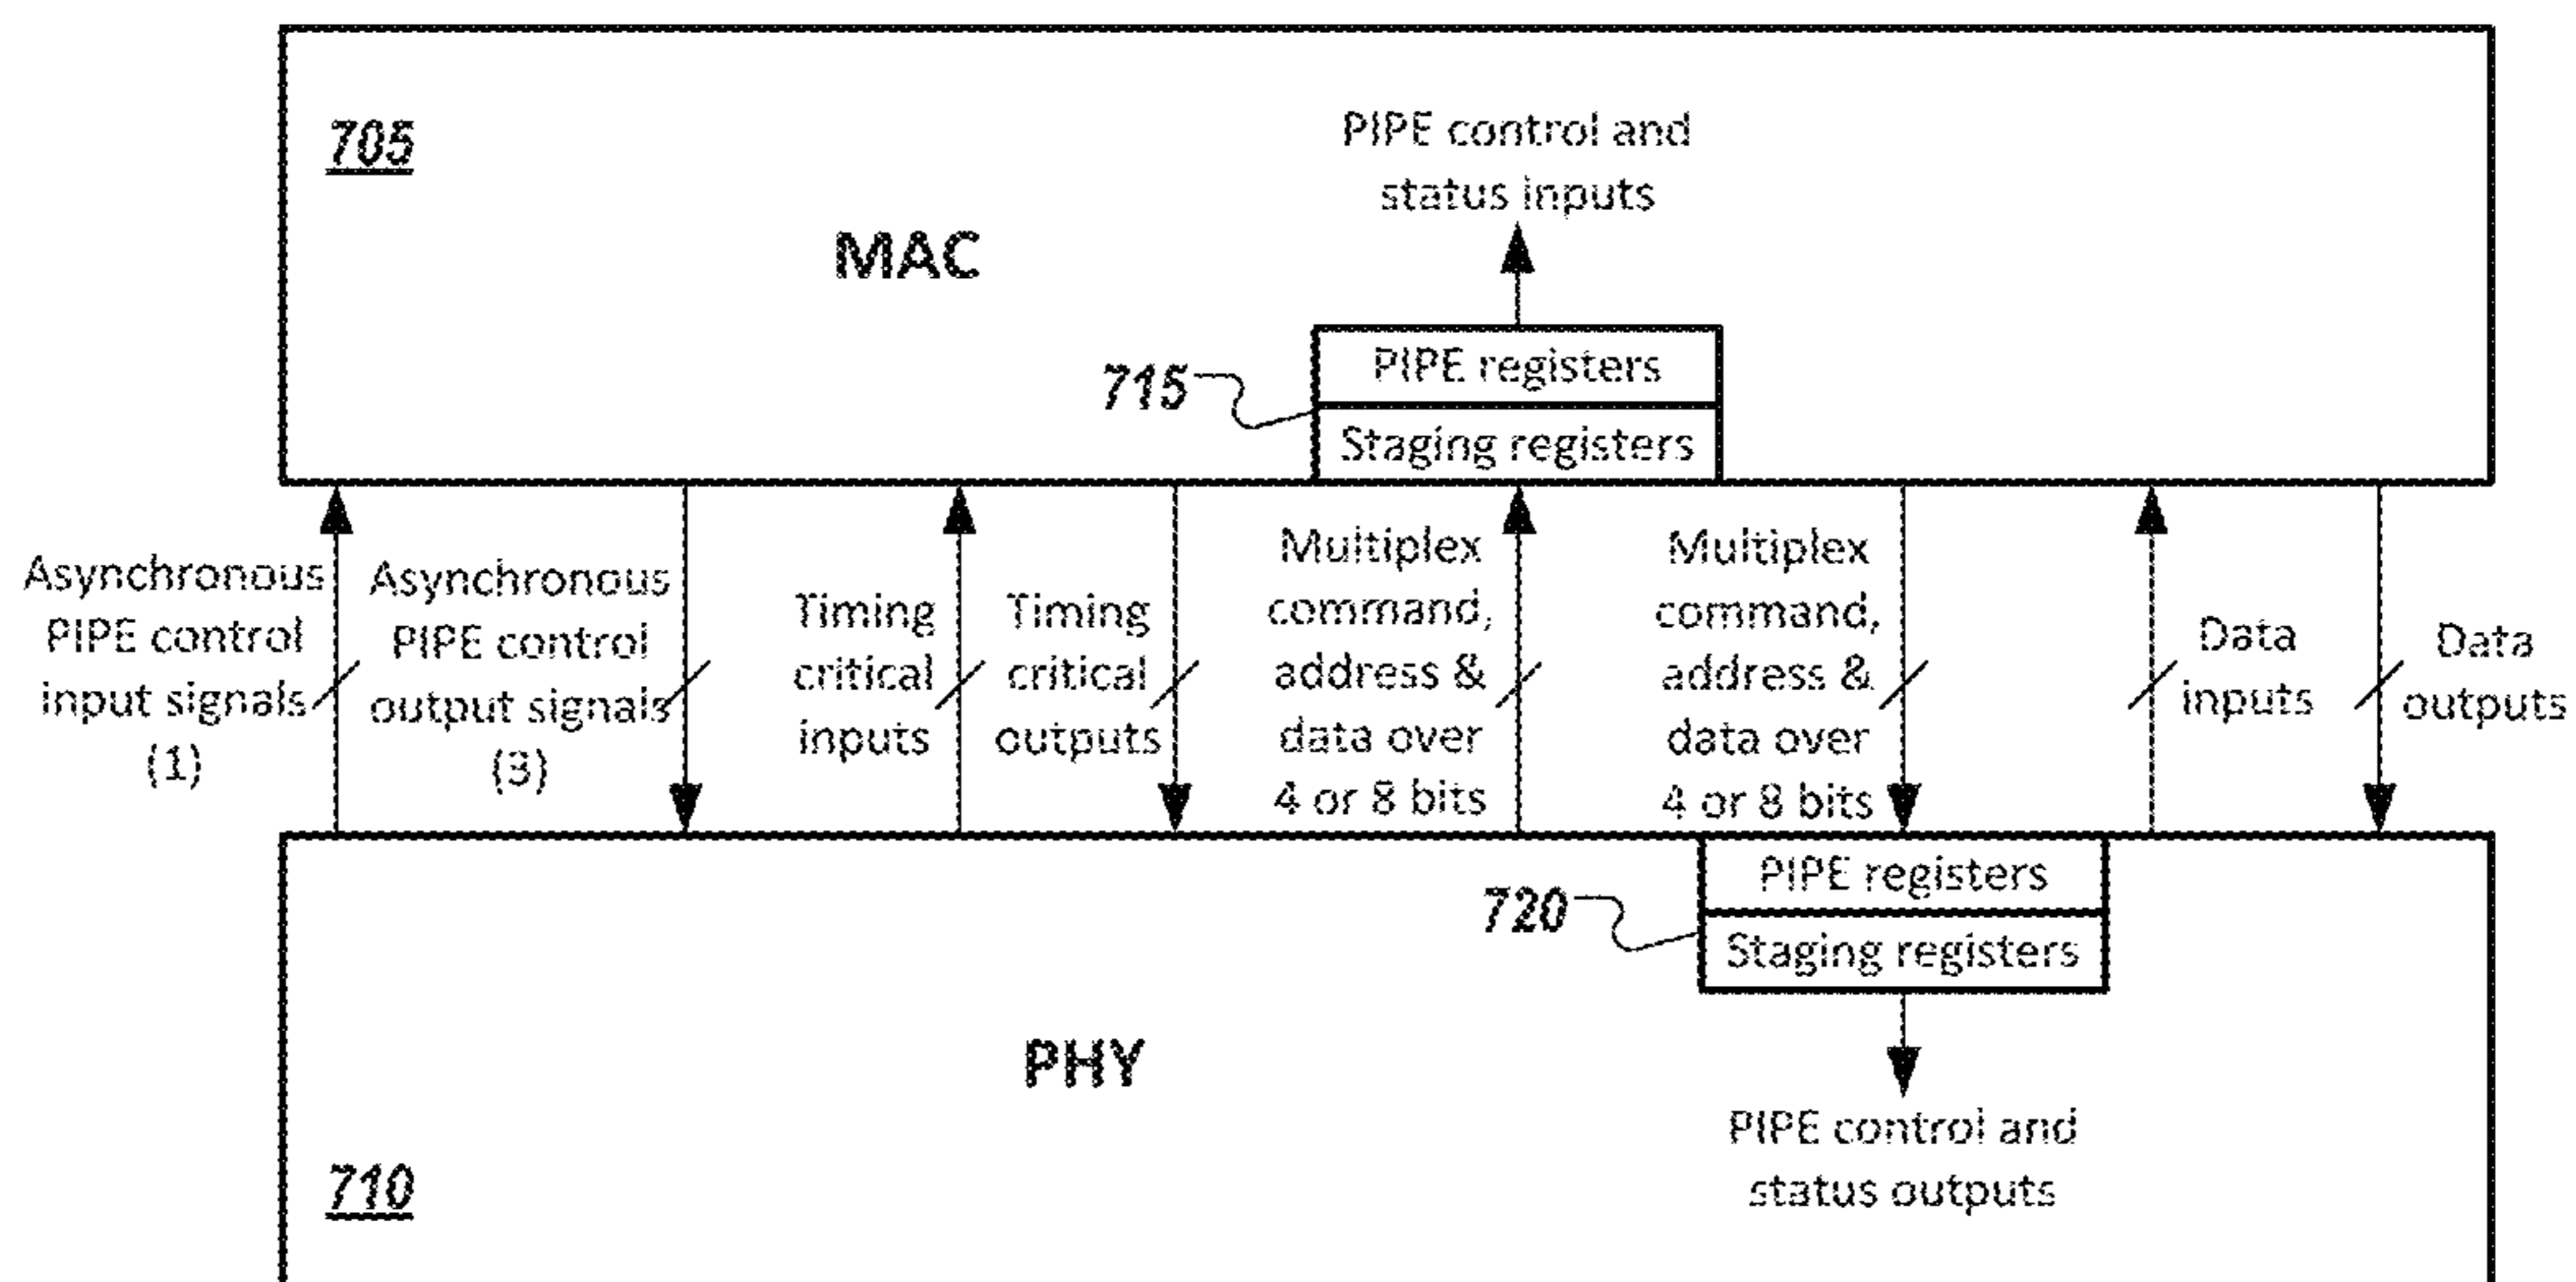 705
MAC
PIPE control and
status inputs
715
PIPE registers
Staging registers
Asynchronous
PIPE control
input signals
(1)
Asynchronous
PIPE control
output signals
(3)
Timing
critical
inputs
Timing
critical
outputs
Multiplex
command,
address &
data over
4 or 8 bits
Multiplex
command,
address &
data over
4 or 8 bits
Data
inputs
Data
outputs
720
PIPE registers
Staging registers
PHY
PIPE control and
status outputs
710